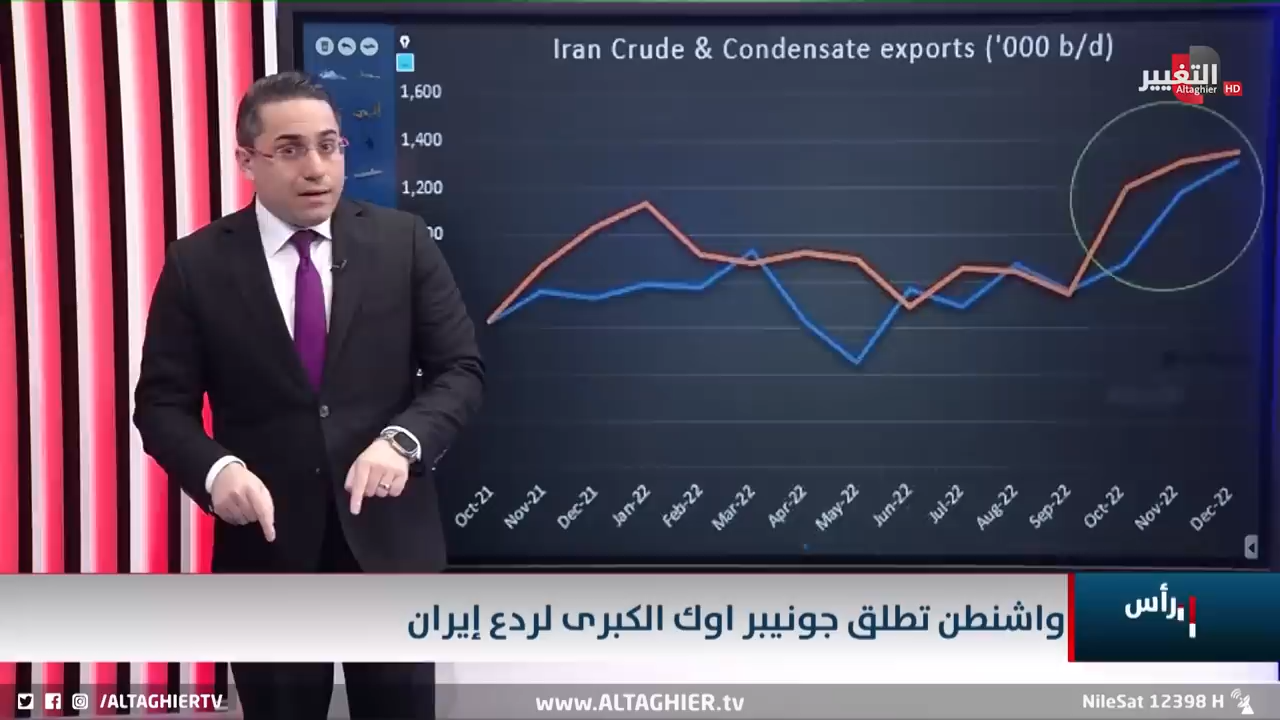 Iran Crude & Condensate exports ('000 b/d)
التغيير
Altaghier HD
1,600
1,400
1,200
00
Oct-21 Nov-21 Dec-21 Jan-22 Feb-22 Mar-22 Apr-22 May-22 Jun-22 Jul-22 Aug-22 Sep-22 Oct-22 Nov-22 Dec-22
رأس
واشنطن تطلق جونيبر اوك الكبرى لردع إيران
/ALTAGHIERTV www.ALTAGHIER.tv NileSat 12398 H